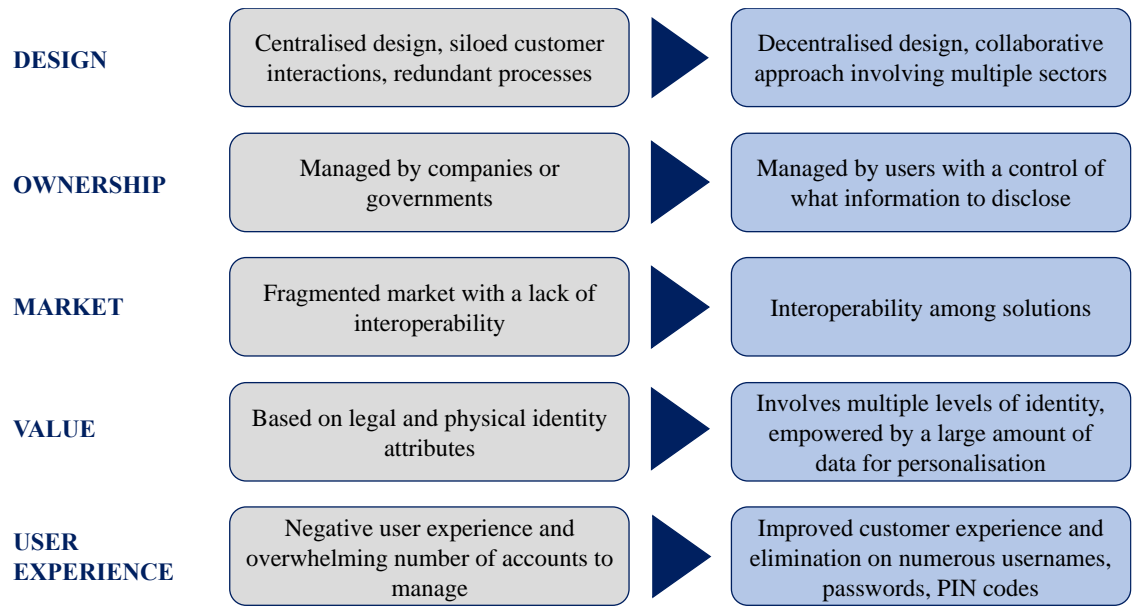 DESIGN
Centralised design, siloed customer
interactions, redundant processes
Decentralised design, collaborative
approach involving multiple sectors
OWNERSHIP
Managed by companies or
governments
Managed by users with a control of
what information to disclose
MARKET
Fragmented market with a lack of
interoperability
Interoperability among solutions
VALUE
Based on legal and physical identity
attributes
Involves multiple levels of identity,
empowered by a large amount of
data for personalisation
USER
EXPERIENCE
Negative user experience and
overwhelming number of accounts to
manage
Improved customer experience and
elimination on numerous usernames,
passwords, PIN codes